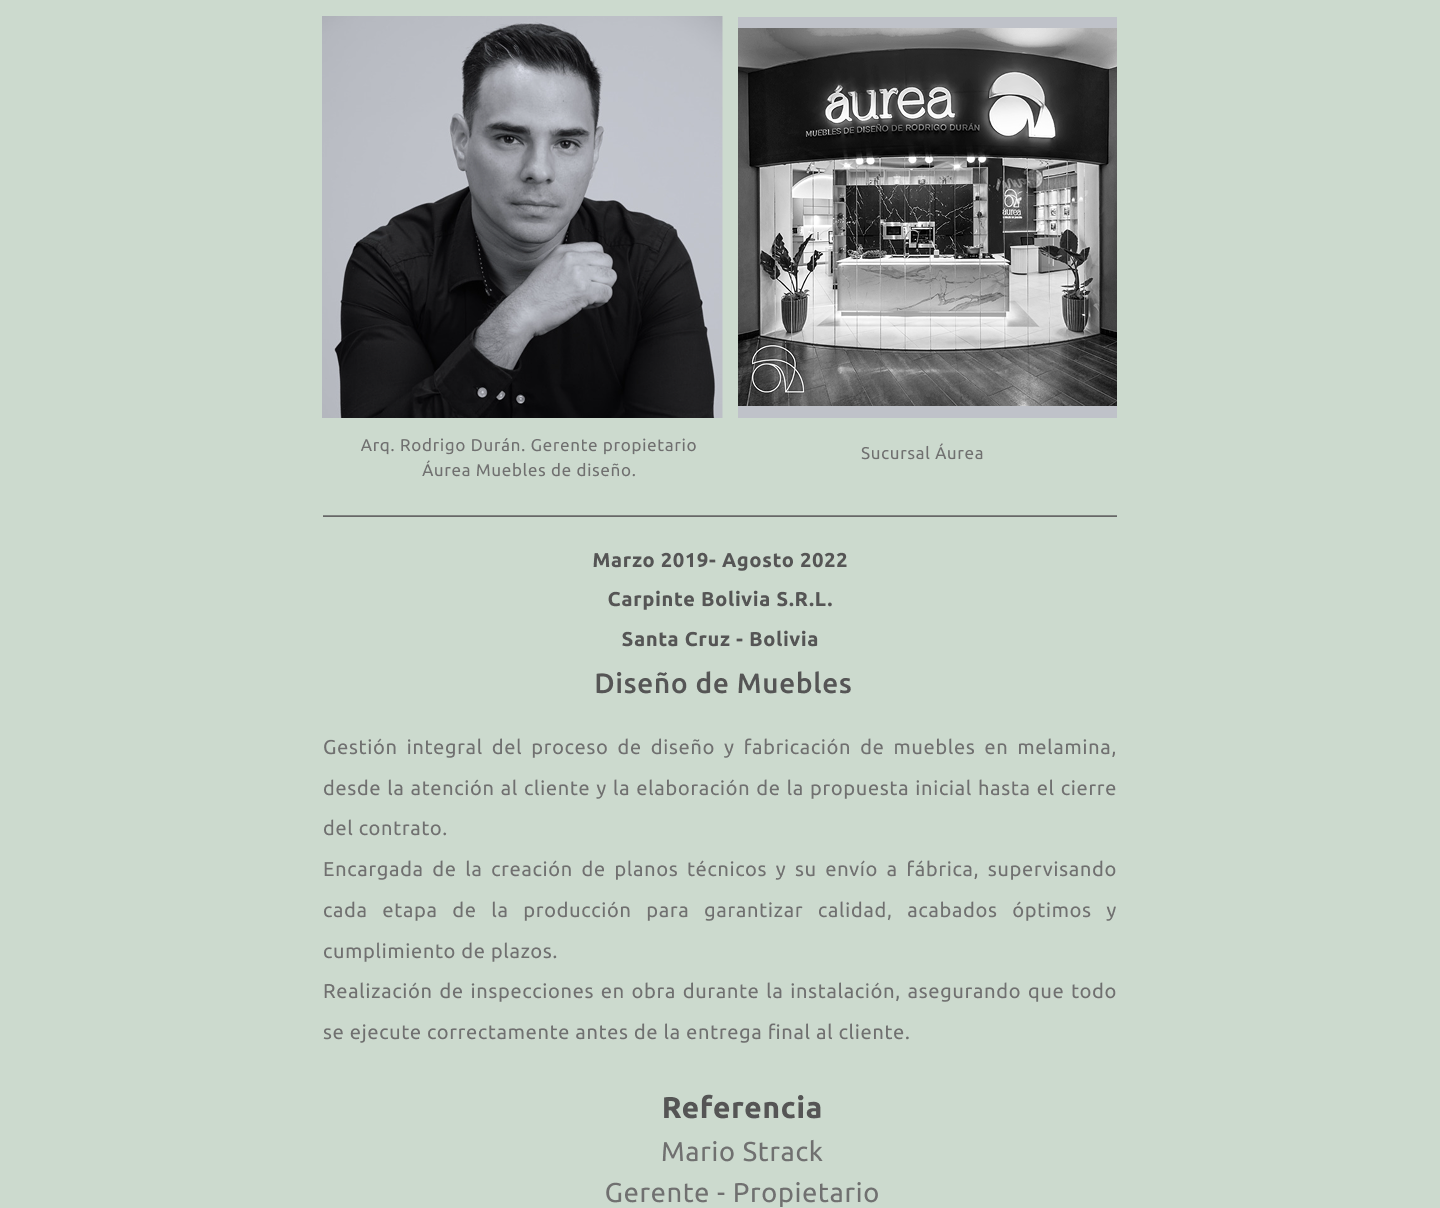 áurea
MUEBLES DE DISEÑO DE RODRIGO DURÁN
áurea
Arq. Rodrigo Durán. Gerente propietario
Áurea Muebles de diseño.
Sucursal Áurea
Marzo 2019- Agosto 2022
Carpinte Bolivia S.R.L.
Santa Cruz - Bolivia
Diseño de Muebles
Gestión integral del proceso de diseño y fabricación de muebles en melamina,
desde la atención al cliente y la elaboración de la propuesta inicial hasta el cierre
del contrato.
Encargada de la creación de planos técnicos y su envío a fábrica, supervisando
cada etapa de la producción para garantizar calidad, acabados óptimos y
cumplimiento de plazos.
Realización de inspecciones en obra durante la instalación, asegurando que todo
se ejecute correctamente antes de la entrega final al cliente.
Referencia
Mario Strack
Gerente - Propietario